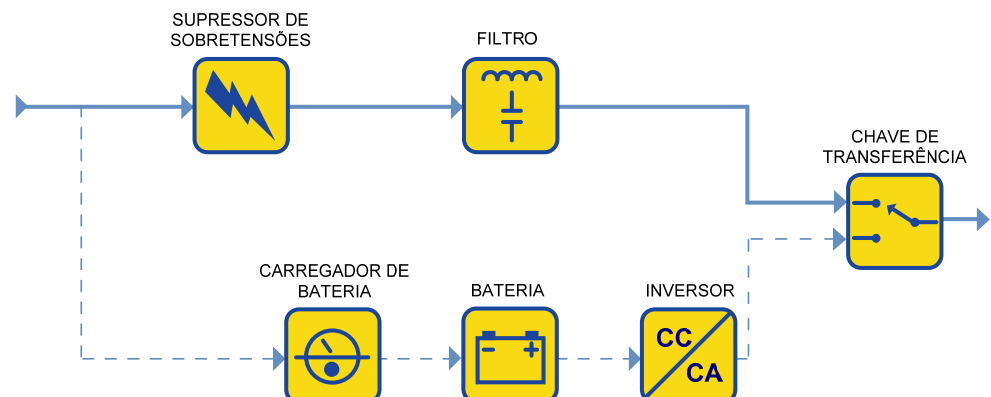 SUPRESSOR DE
SOBRETENSÕES
FILTRO
CHAVE DE
TRANSFERÊNCIA
CARREGADOR DE
BATERIA
BATERIA
INVERSOR
CC
CA